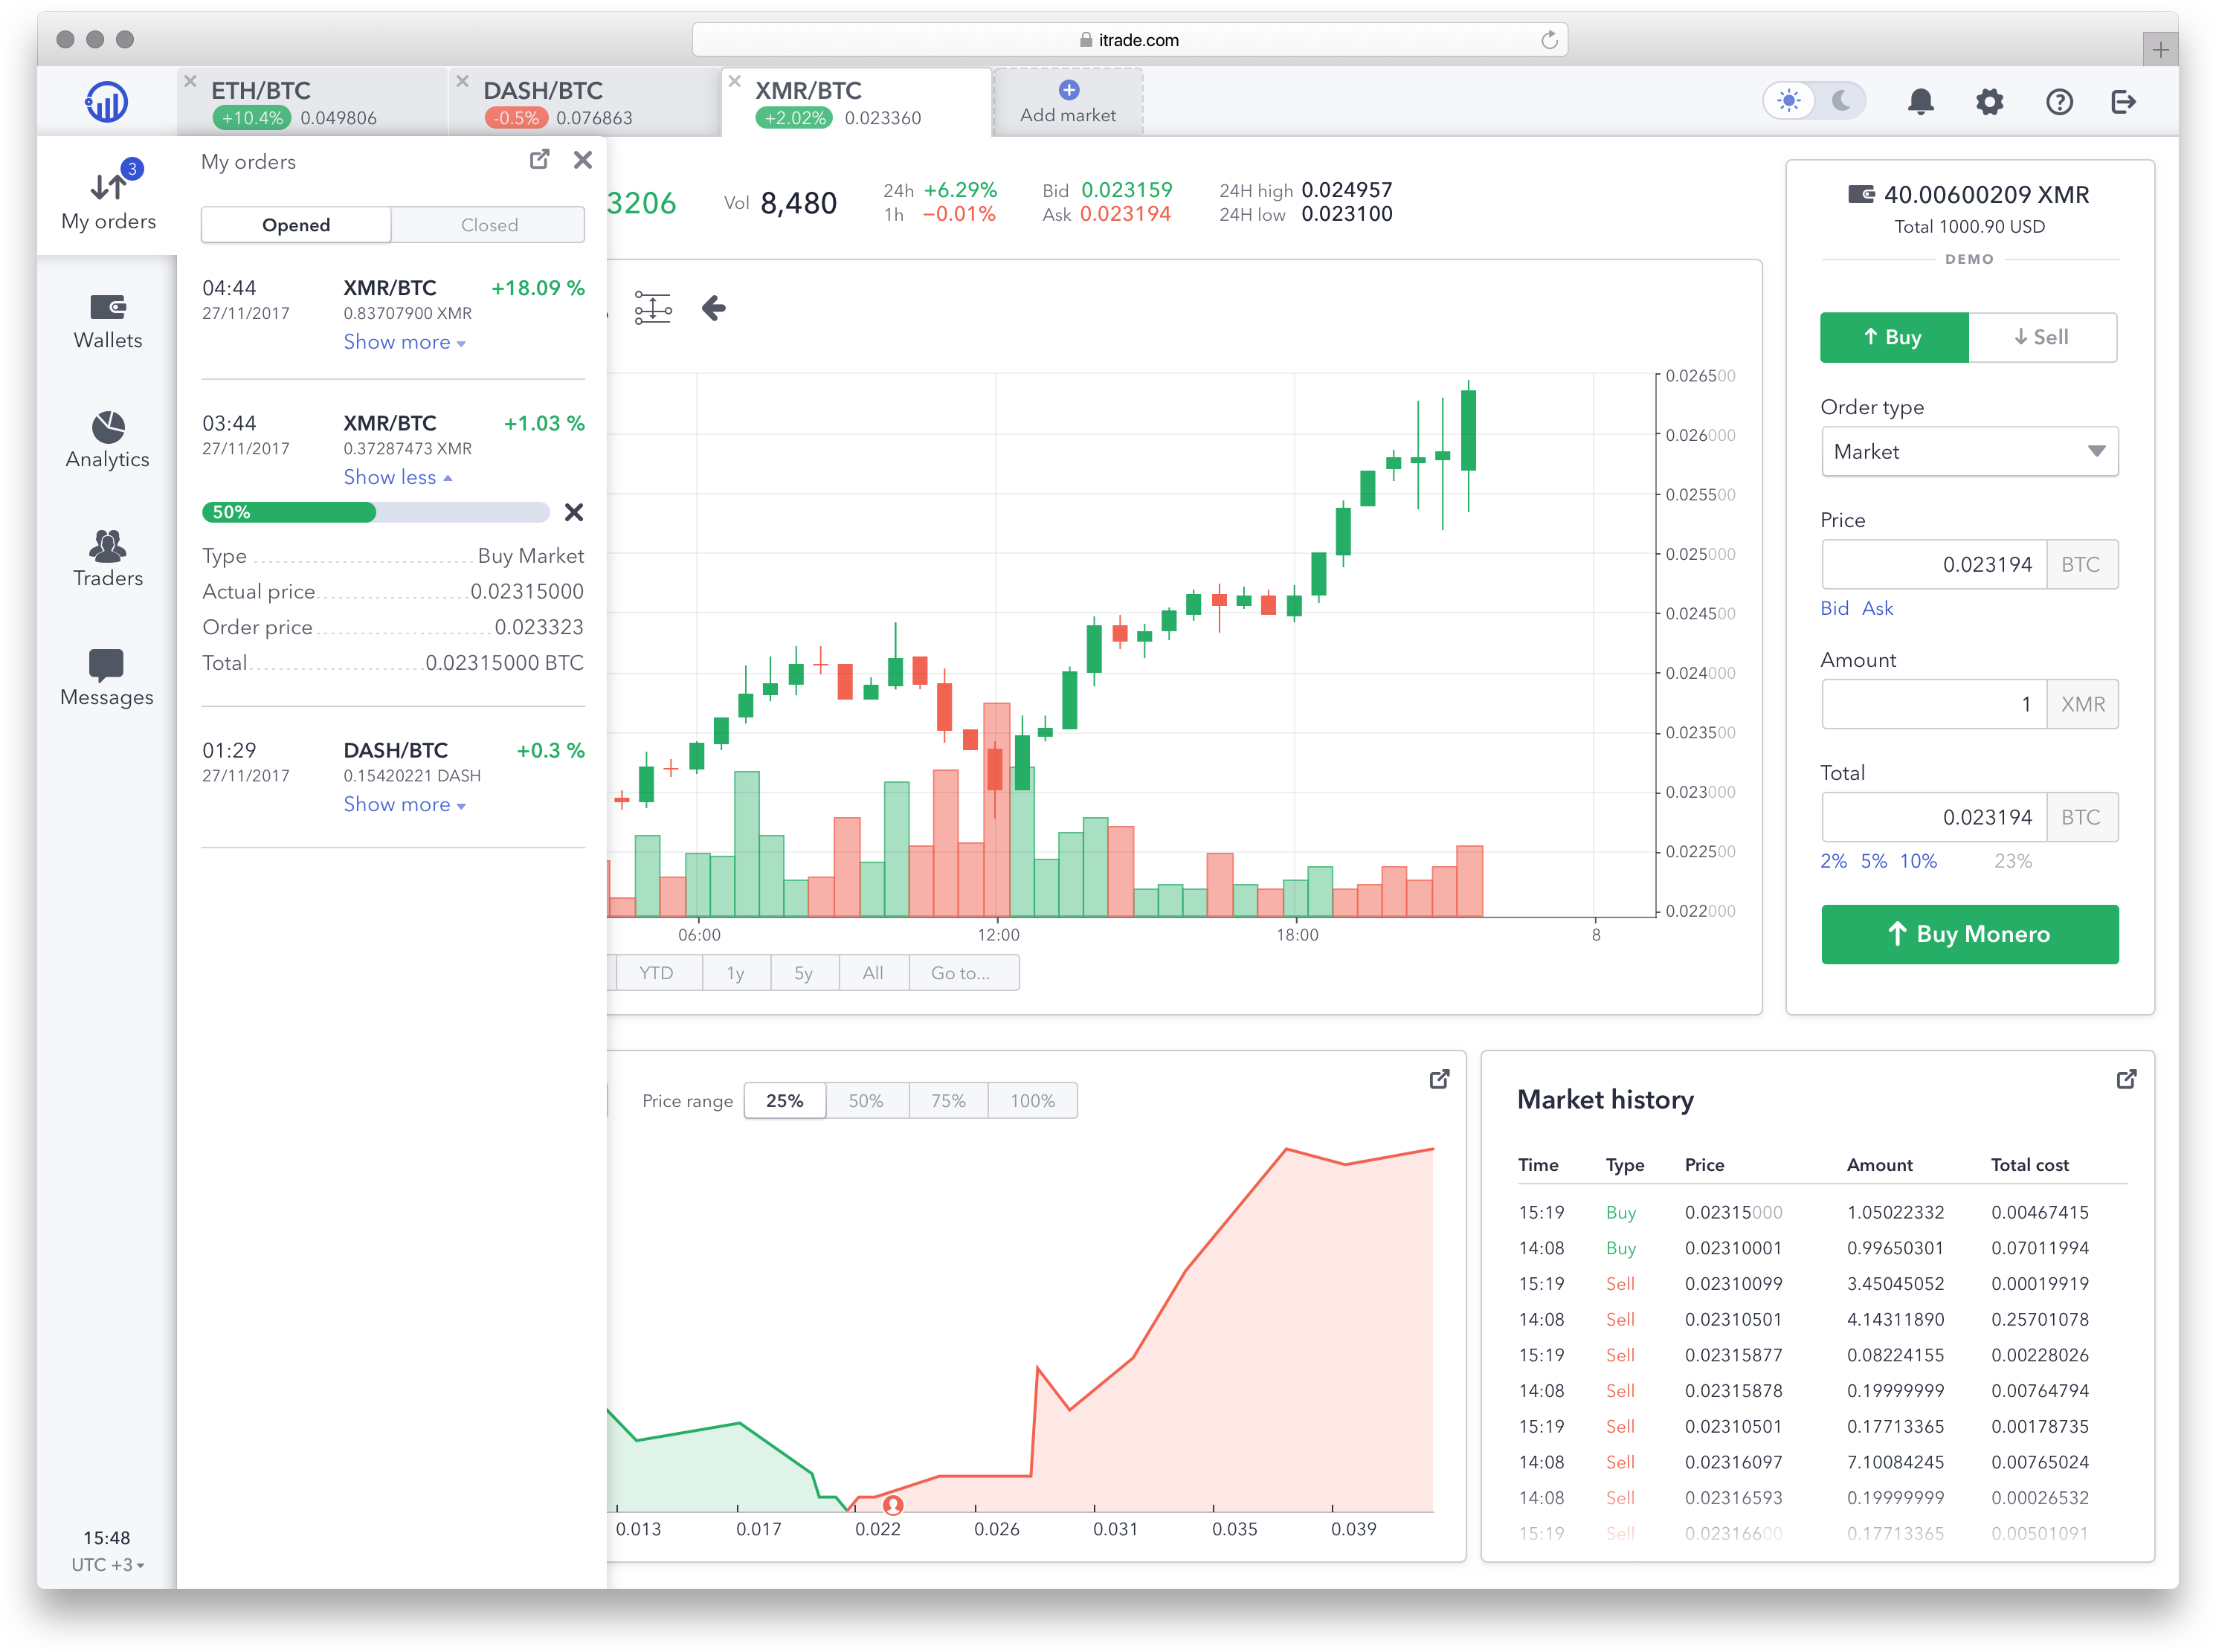 itrade.com
ETH/BTC
+10.4% 0.049806
DASH/BTC
-0.5% 0.076863
XMR/BTC
+2.02% 0.023360
Add market
3
My orders
Wallets
Analytics
Traders
Messages
15:48
UTC +3
My orders
Opened Closed
04:44 XMR/BTC +18.09 %
27/11/2017 0.83707900 XMR
Show more
03:44 XMR/BTC +1.03 %
27/11/2017 0.37287473 XMR
Show less
50%
Type Buy Market
Actual price 0.02315000
Order price 0.023323
Total 0.02315000 BTC
01:29 DASH/BTC +0.3 %
27/11/2017 0.15420221 DASH
Show more
3206
Vol 8,480
24h +6.29%
1h −0.01%
Bid 0.023159
Ask 0.023194
24H high 0.024957
24H low 0.023100
0.026500
0.026000
0.025500
0.025000
0.024500
0.024000
0.023500
0.023000
0.022500
0.022000
06:00 12:00 18:00 8
YTD 1y 5y All Go to...
40.00600209 XMR
Total 1000.90 USD
DEMO
Buy Sell
Order type
Market
Price
0.023194 BTC
Bid Ask
Amount
1 XMR
Total
0.023194 BTC
2% 5% 10% 23%
Buy Monero
Price range 25% 50% 75% 100%
0.013 0.017 0.022 0.026 0.031 0.035 0.039
Market history
Time Type Price Amount Total cost
15:19 Buy 0.02315000 1.05022332 0.00467415
14:08 Buy 0.02310001 0.99650301 0.07011994
15:19 Sell 0.02310099 3.45045052 0.00019919
14:08 Sell 0.02310501 4.14311890 0.25701078
15:19 Sell 0.02315877 0.08224155 0.00228026
14:08 Sell 0.02315878 0.19999999 0.00764794
15:19 Sell 0.02310501 0.17713365 0.00178735
14:08 Sell 0.02316097 7.10084245 0.00765024
14:08 Sell 0.02316593 0.19999999 0.00026532
15:19 Sell 0.02316600 0.17713365 0.00501091